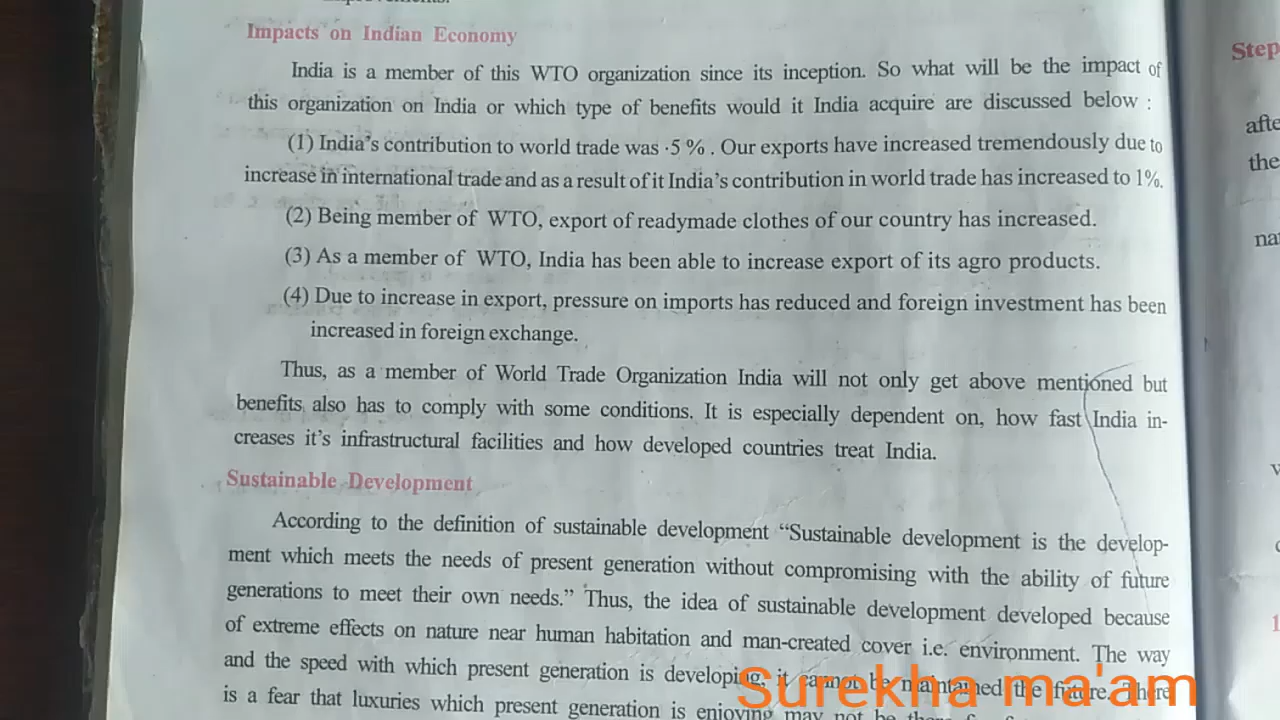 Impacts on Indian Economy
India is a member of this WTO organization since its inception. So what will be the impact of
this organization on India or which type of benefits would it India acquire are discussed below :
(1) India's contribution to world trade was ·5 % . Our exports have increased tremendously due to
increase in international trade and as a result of it India's contribution in world trade has increased to 1%.
(2) Being member of WTO, export of readymade clothes of our country has increased.
(3) As a member of WTO, India has been able to increase export of its agro products.
(4) Due to increase in export, pressure on imports has reduced and foreign investment has been
increased in foreign exchange.
Thus, as a member of World Trade Organization India will not only get above mentioned but
benefits also has to comply with some conditions. It is especially dependent on, how fast India in-
creases it's infrastructural facilities and how developed countries treat India.
Sustainable Development
According to the definition of sustainable development “Sustainable development is the develop-
ment which meets the needs of present generation without compromising with the ability of future
generations to meet their own needs.” Thus, the idea of sustainable development developed because
of extreme effects on nature near human habitation and man-created cover i.e. environment. The way
and the speed with which present generation is developing, it cannot be maintained the future. There
is a fear that luxuries which present generation is enjoying may not be
Surekha ma'am
Step
afte
the